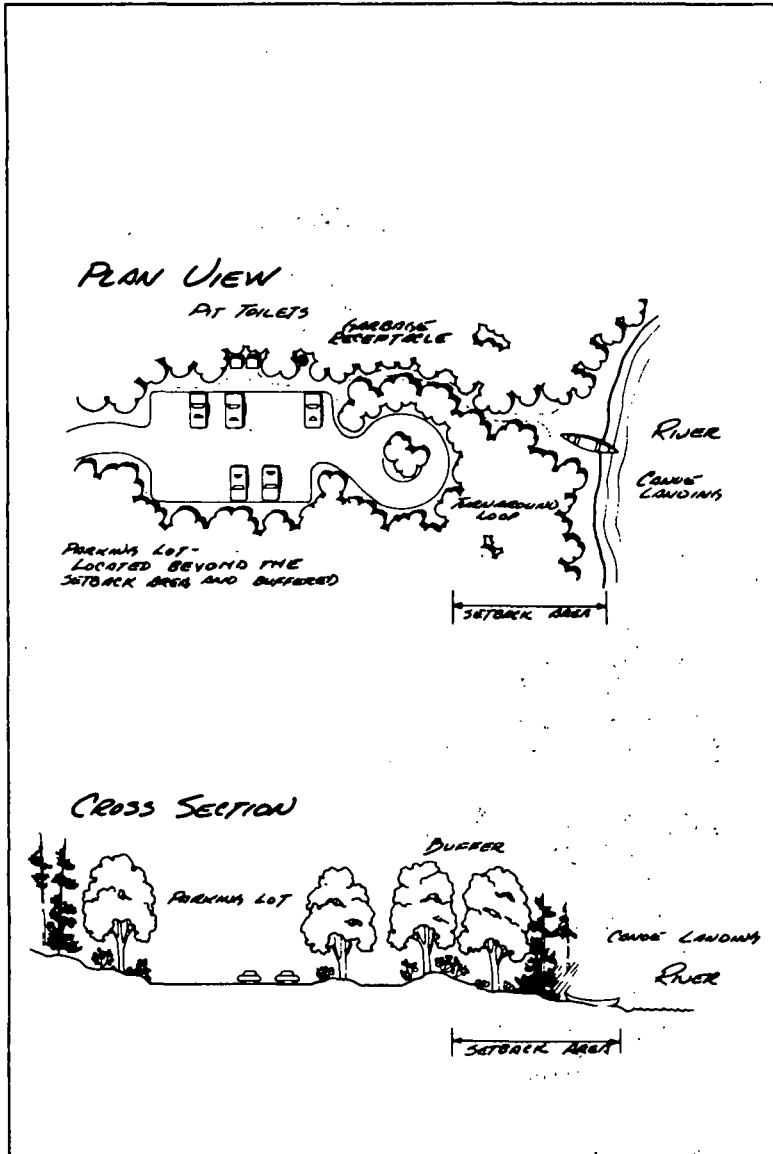 PLAN VIEW
PIT TOILETS
GARBAGE
RECEPTACLE
RIVER
CANOE
LANDING
TURNAROUND
LOOP
PARKING LOT-
LOCATED BEYOND THE
SETBACK AREA AND BUFFERED
SETBACK AREA
CROSS SECTION
BUFFER
PARKING LOT
CANOE LANDING
RIVER
SETBACK AREA